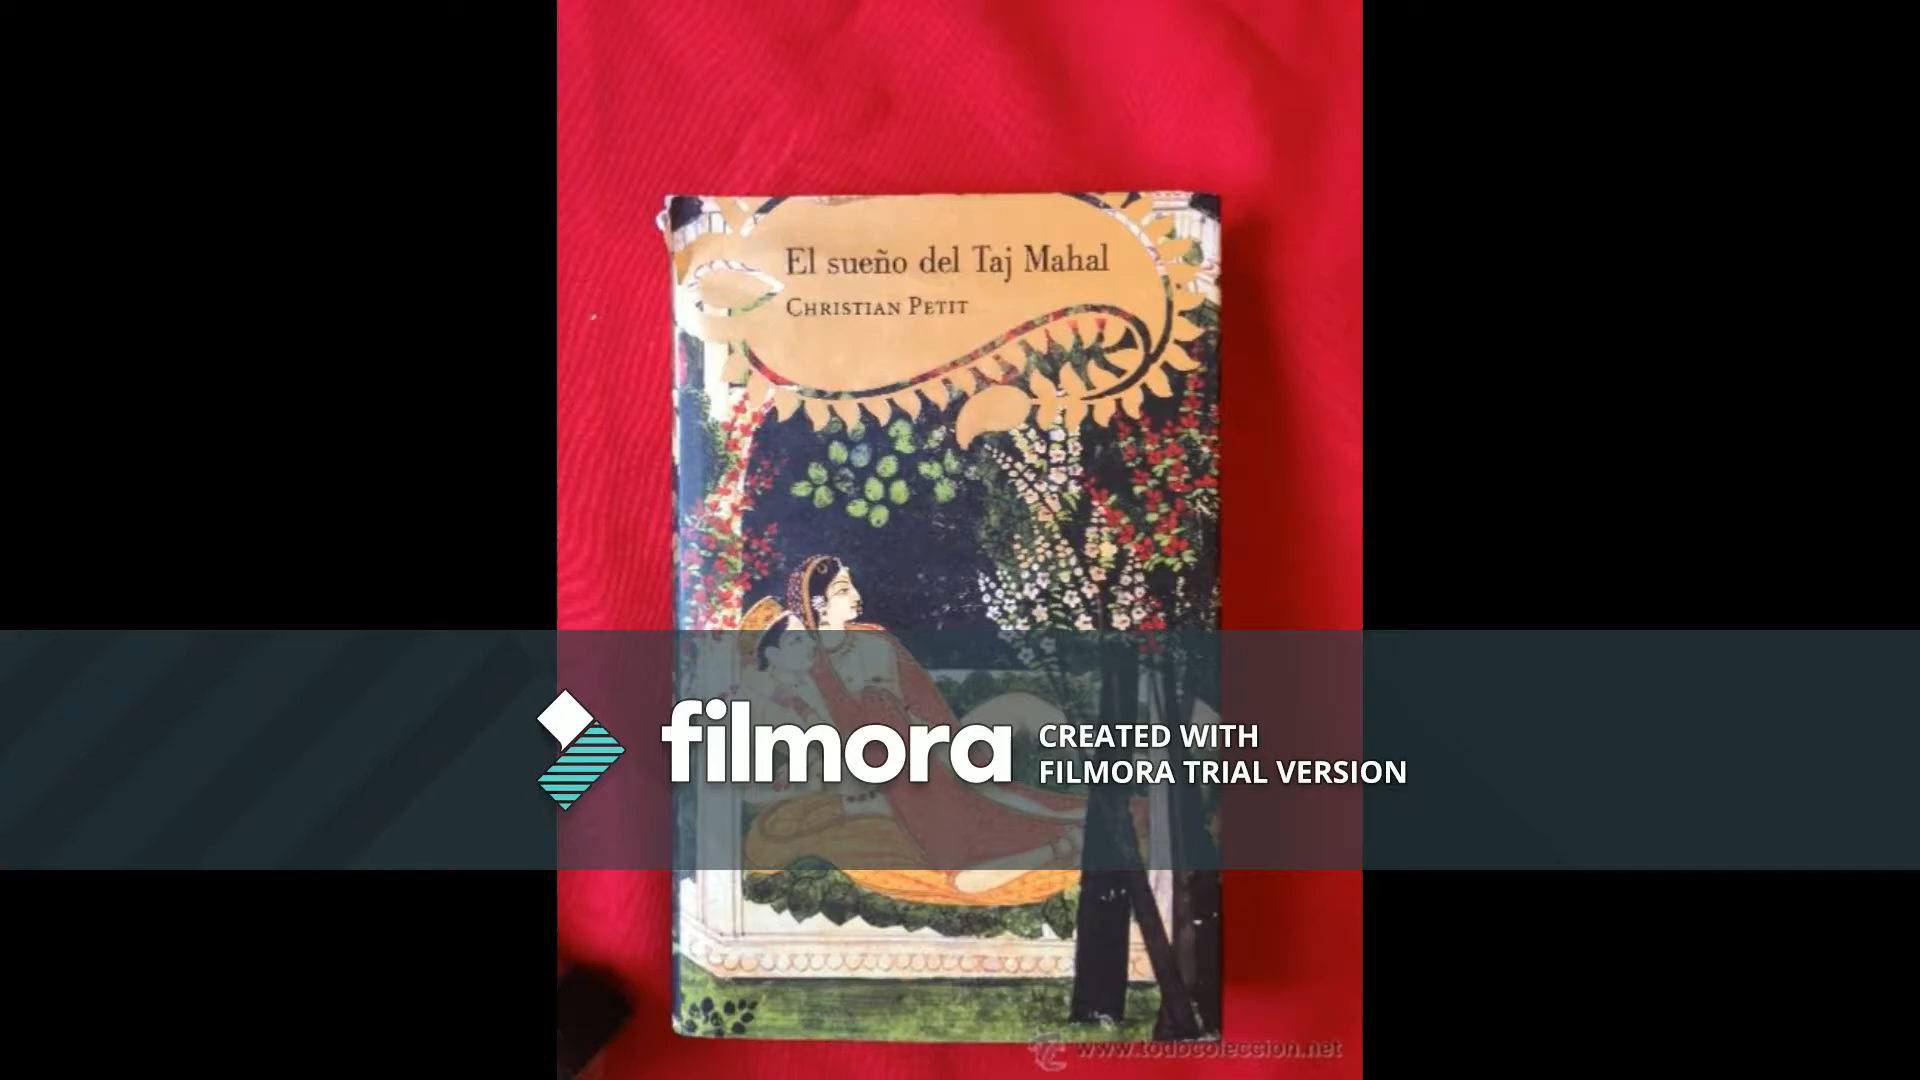 El sueño del Taj Mahal
CHRISTIAN PETIT
filmora
CREATED WITH
FILMORA TRIAL VERSION
www.todocoleccion.net